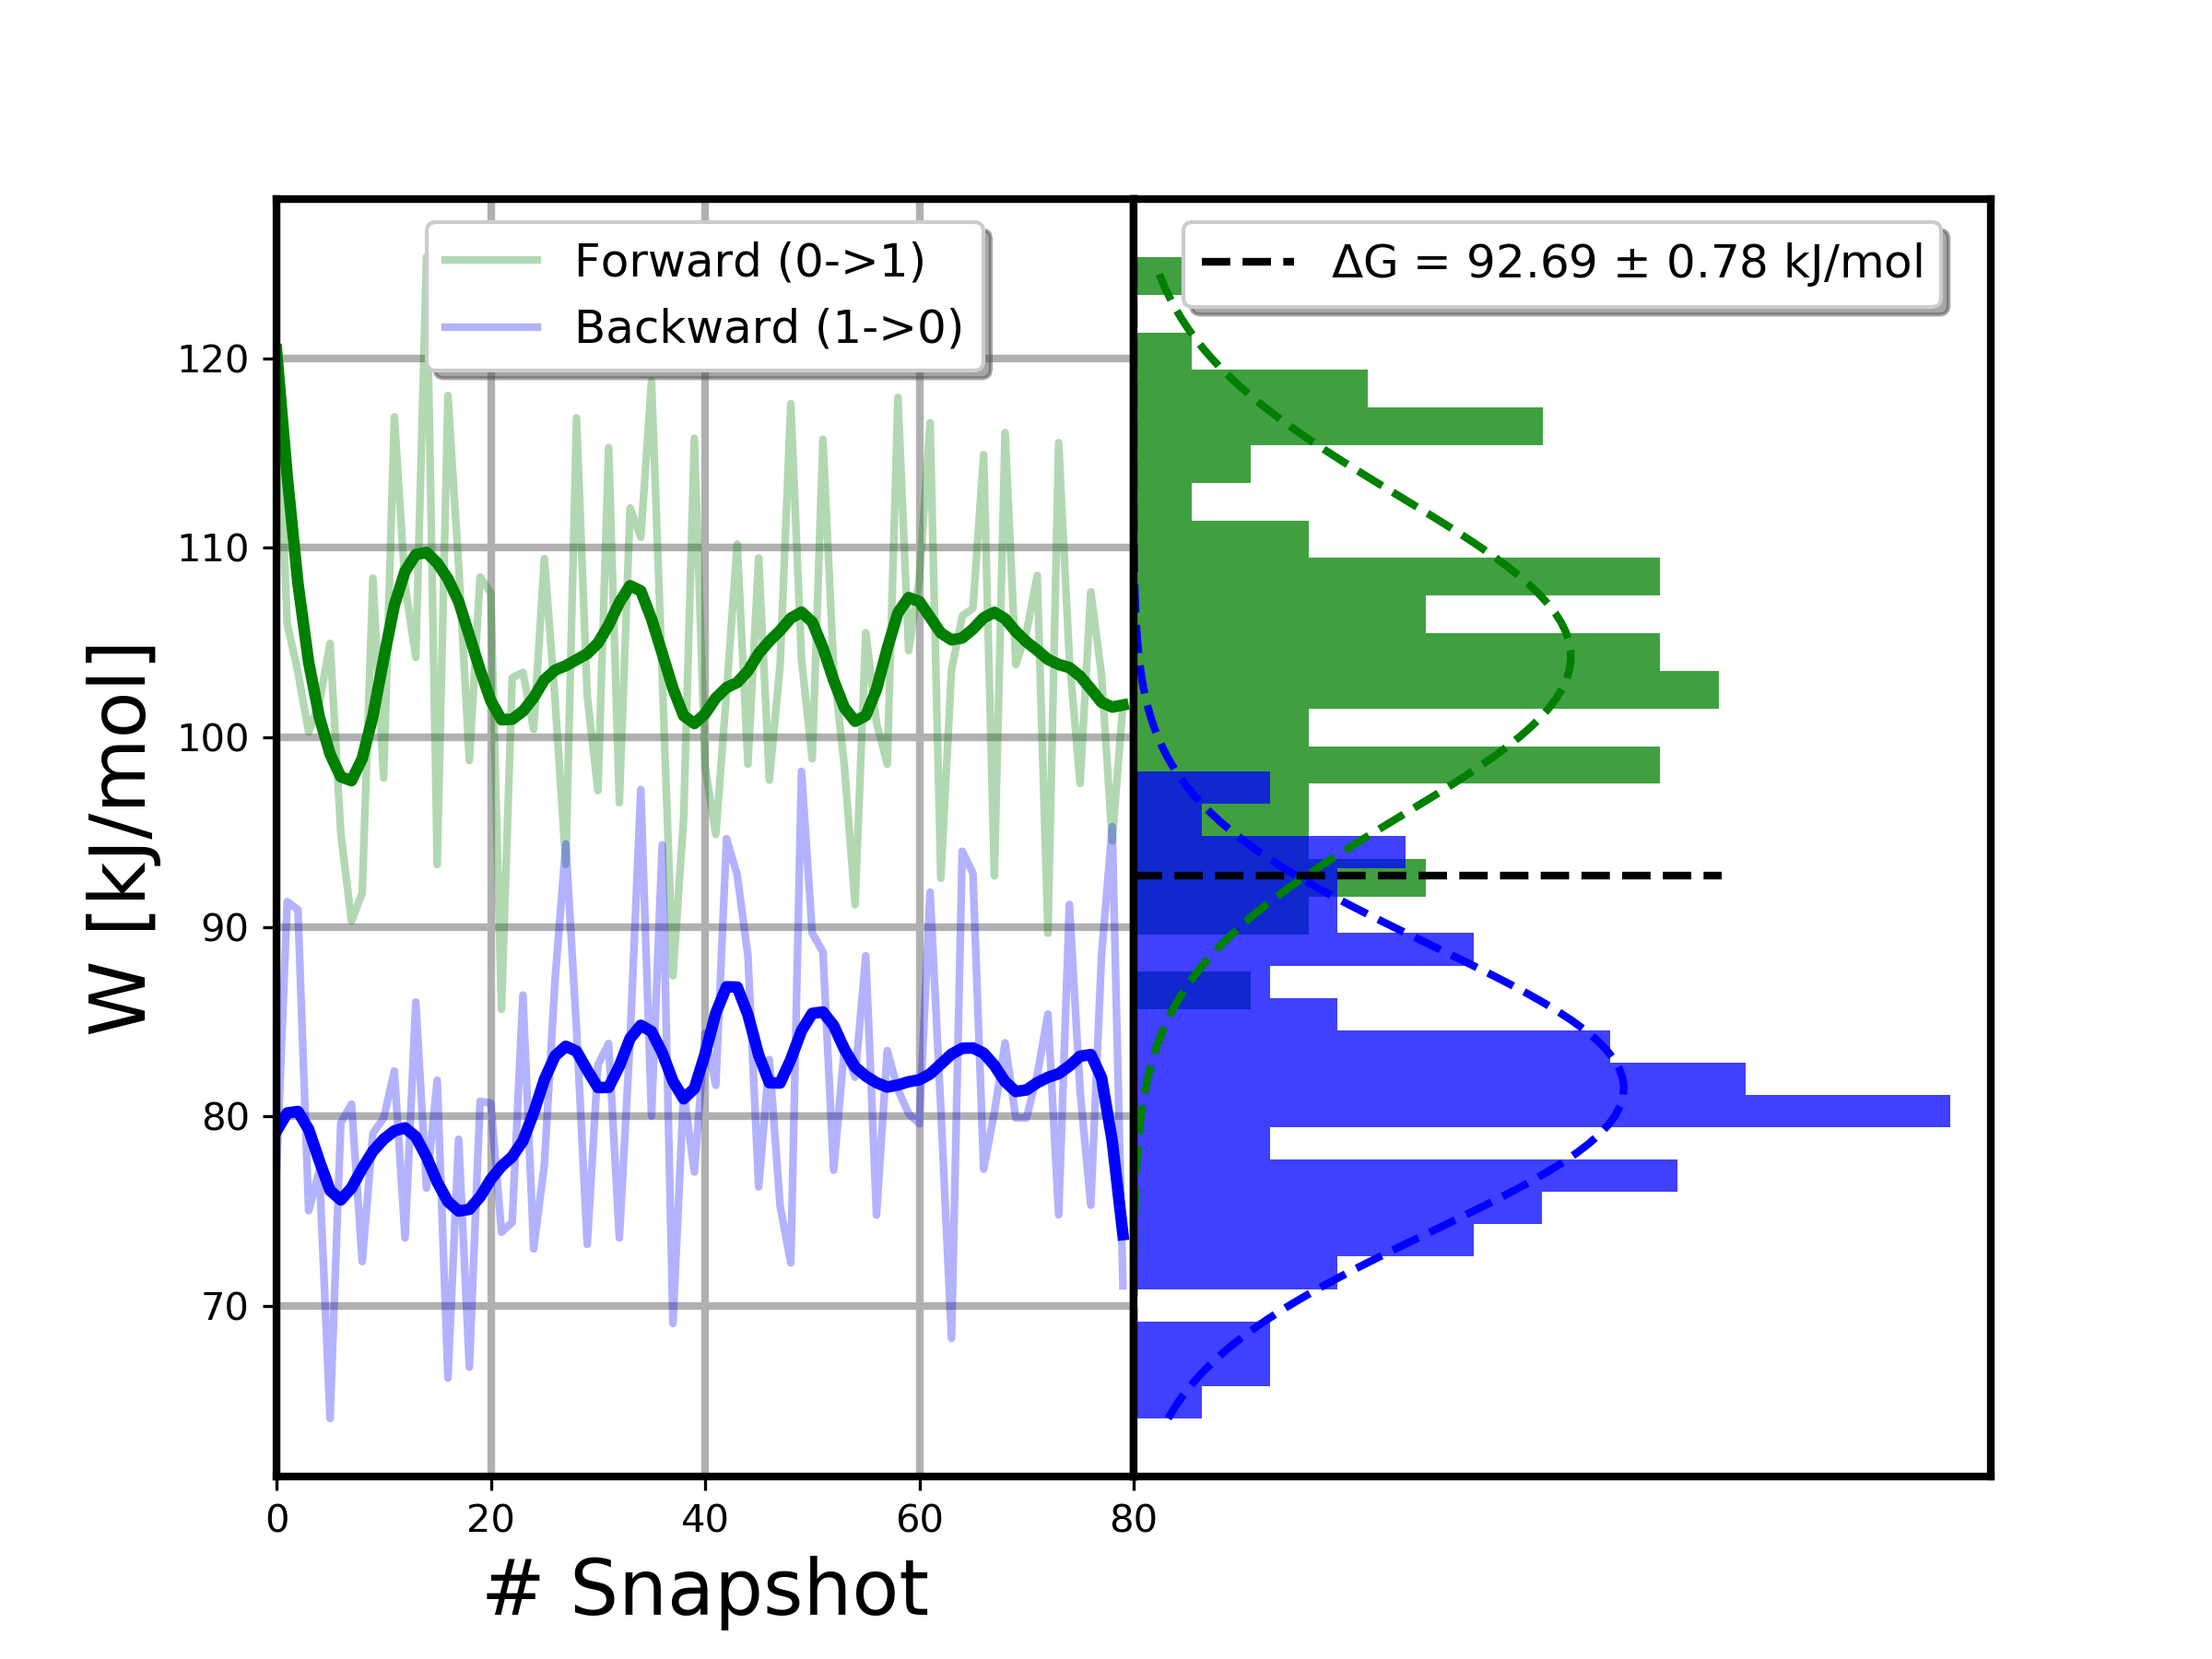 Forward (0->1)
Backward (1->0)
ΔG = 92.69 ± 0.78 kJ/mol
W [kJ/mol]
120
110
100
90
80
70
0
20
40
60
80
# Snapshot